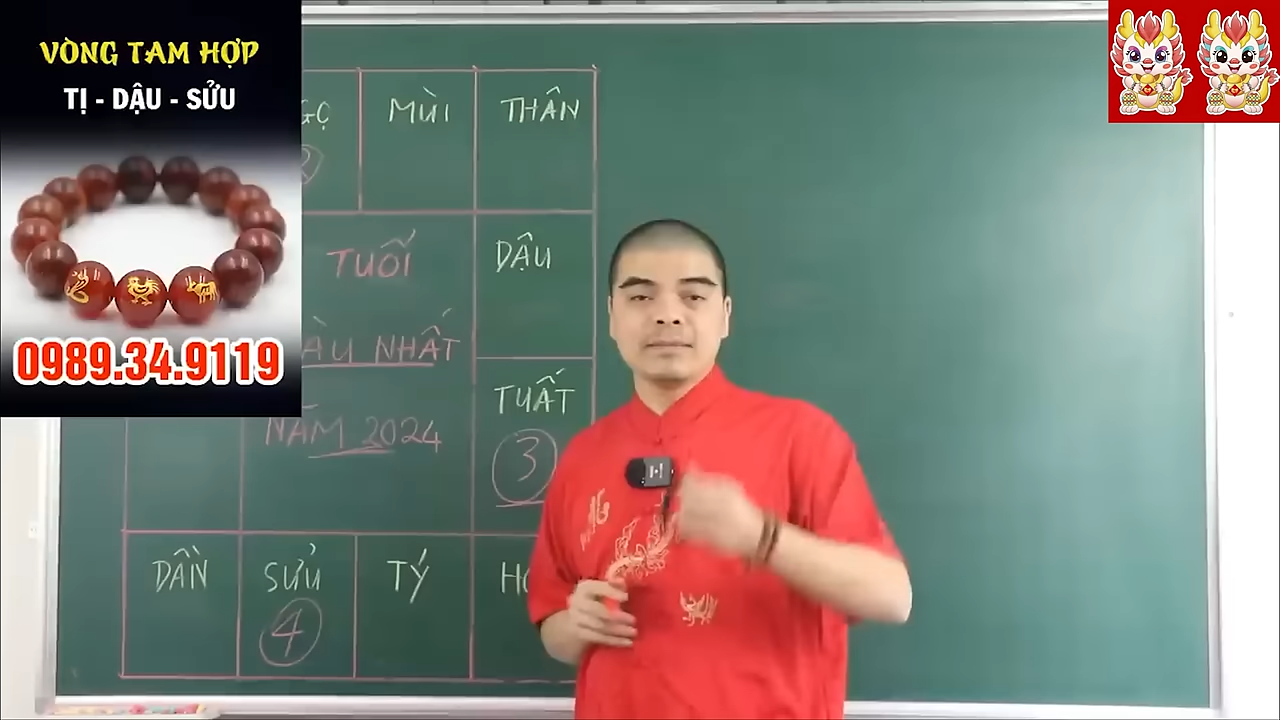 VÒNG TAM HỢP
TỊ - DẬU - SỬU
0989.34.9119
MÙI
THÂN
TUỔI
DẬU
NHẤT
TUẤT
NĂM 2024
3
DẦN
SỬU
TÝ
4